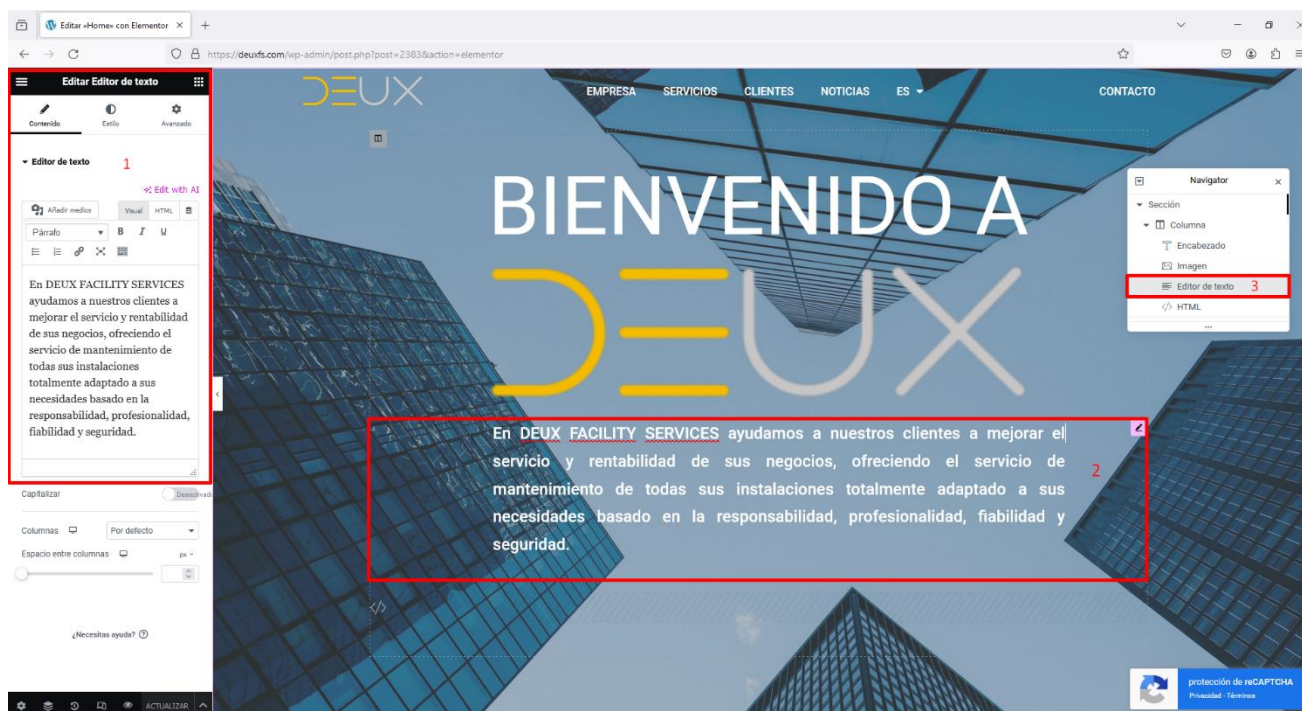 Editar «Home» con Elementor
https://deuxfs.com/wp-admin/post.php?post=2383&action=elementor
Editar Editor de texto
Contenido
Estilo
Avanzado
Editor de texto
1
Edit with AI
Añadir medios
Visual
HTML
Párrafo
B I U
En DEUX FACILITY SERVICES
ayudamos a nuestros clientes a
mejorar el servicio y rentabilidad
de sus negocios, ofreciendo el
servicio de mantenimiento de
todas sus instalaciones
totalmente adaptado a sus
necesidades basado en la
responsabilidad, profesionalidad,
fiabilidad y seguridad.
Capitalizar
Desactivado
Columnas
Por defecto
Espacio entre columnas
px
¿Necesitas ayuda?
ACTUALIZAR
DEUX
EMPRESA
SERVICIOS
CLIENTES
NOTICIAS
ES
CONTACTO
BIENVENIDO A
DEUX
En DEUX FACILITY SERVICES ayudamos a nuestros clientes a mejorar el
servicio y rentabilidad de sus negocios, ofreciendo el servicio de
mantenimiento de todas sus instalaciones totalmente adaptado a sus
necesidades basado en la responsabilidad, profesionalidad, fiabilidad y
seguridad.
2
Navigator
Sección
Columna
Encabezado
Imagen
Editor de texto
3
HTML
protección de reCAPTCHA
Privacidad - Términos